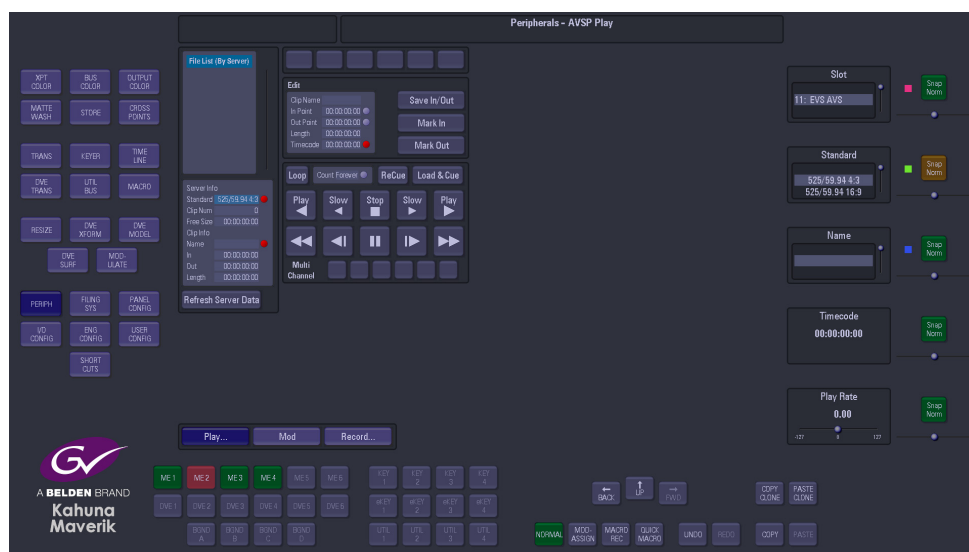 Peripherals - AVSP Play
XPT COLOR
BUS COLOR
OUTPUT COLOR
MATTE WASH
STORE
CROSS POINTS
TRANS
KEYER
TIME LINE
DVE TRANS
UTIL BUS
MACRO
RESIZE
DVE XFORM
DVE MODEL
DVE SURF
MOD- ULATE
PERIPH
FILING SYS
PANEL CONFIG
I/O CONFIG
ENG CONFIG
USER CONFIG
SHORT CUTS
File List (By Server)
Server Info
Standard 525/59.94 4:3
Clip Num 0
Free Size 00:00:00:00
Clip Info
Name
In 00:00:00:00
Out 00:00:00:00
Length 00:00:00:00
Refresh Server Data
Edit
Clip Name
In Point 00:00:00:00
Out Point 00:00:00:00
Length 00:00:00:00
Timecode 00:00:00:00
Save In/Out
Mark In
Mark Out
Loop
Count Forever
ReCue
Load & Cue
Play
Slow
Stop
Slow
Play
Multi
Channel
Slot
11: EVS AVS
Snap Norm
Standard
525/59.94 4:3
525/59.94 16:9
Snap Norm
Name
Snap Norm
Timecode
00:00:00:00
Snap Norm
Play Rate
0.00
-127 0 127
Snap Norm
Play...
Mod
Record...
GV
A BELDEN BRAND
Kahuna
Maverik
ME 1
ME 2
ME 3
ME 4
ME 5
ME 6
DVE 1
DVE 2
DVE 3
DVE 4
DVE 5
DVE 6
BGND A
BGND B
BGND C
BGND D
KEY 1
KEY 2
KEY 3
KEY 4
eKEY 1
eKEY 2
eKEY 3
eKEY 4
UTIL 1
UTIL 2
UTIL 3
UTIL 4
BACK
UP
FWD
COPY CLONE
PASTE CLONE
NORMAL
MOD- ASSIGN
MACRO REC
QUICK MACRO
UNDO
REDO
COPY
PASTE